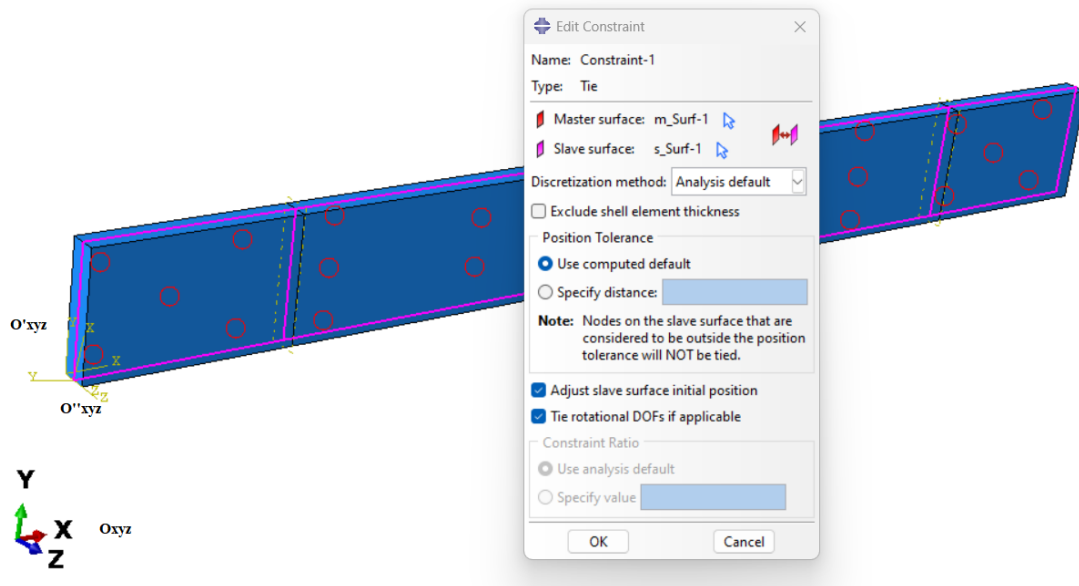 Edit Constraint
Name: Constraint-1
Type: Tie
Master surface: m_Surf-1
Slave surface: s_Surf-1
Discretization method: Analysis default
Exclude shell element thickness
Position Tolerance
Use computed default
Specify distance:
Note: Nodes on the slave surface that are
considered to be outside the position
tolerance will NOT be tied.
Adjust slave surface initial position
Tie rotational DOFs if applicable
Constraint Ratio
Use analysis default
Specify value
OK Cancel
O'xyz
Y X
X
Y
Z Z
O''xyz
Y
X Oxyz
Z